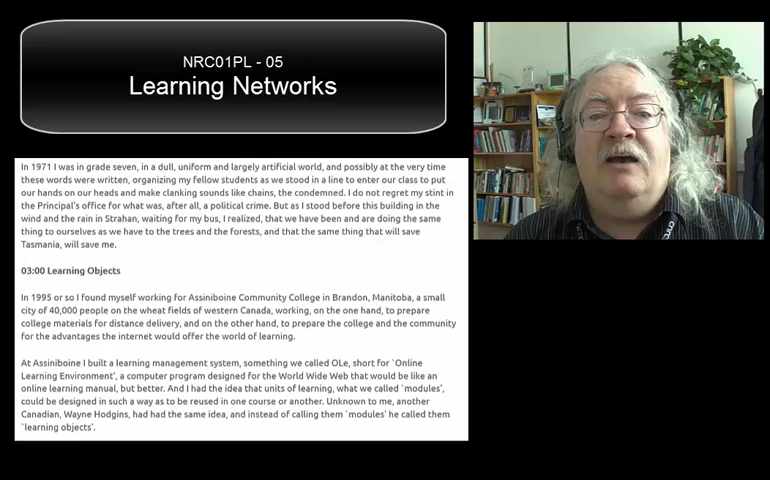 NRC01PL - 05
Learning Networks
In 1971 I was in grade seven, in a dull, uniform and largely artificial world, and possibly at the very time
these words were written, organizing my fellow students as we stood in a line to enter our class to put
our hands on our heads and make clanking sounds like chains, the condemned. I do not regret my stint in
the Principal's office for what was, after all, a political crime. But as I stood before this building in the
wind and the rain in Strahan, waiting for my bus, I realized, that we have been and are doing the same
thing to ourselves as we have to the trees and the forests, and that the same thing that will save
Tasmania, will save me.
03:00 Learning Objects
In 1995 or so I found myself working for Assiniboine Community College in Brandon, Manitoba, a small
city of 40,000 people on the wheat fields of western Canada, working, on the one hand, to prepare
college materials for distance delivery, and on the other hand, to prepare the college and the community
for the advantages the internet would offer the world of learning.
At Assiniboine I built a learning management system, something we called OLe, short for `Online
Learning Environment', a computer program designed for the World Wide Web that would be like an
online learning manual, but better. And I had the idea that units of learning, what we called `modules',
could be designed in such a way as to be reused in one course or another. Unknown to me, another
Canadian, Wayne Hodgins, had had the same idea, and instead of calling them `modules' he called them
`learning objects'.